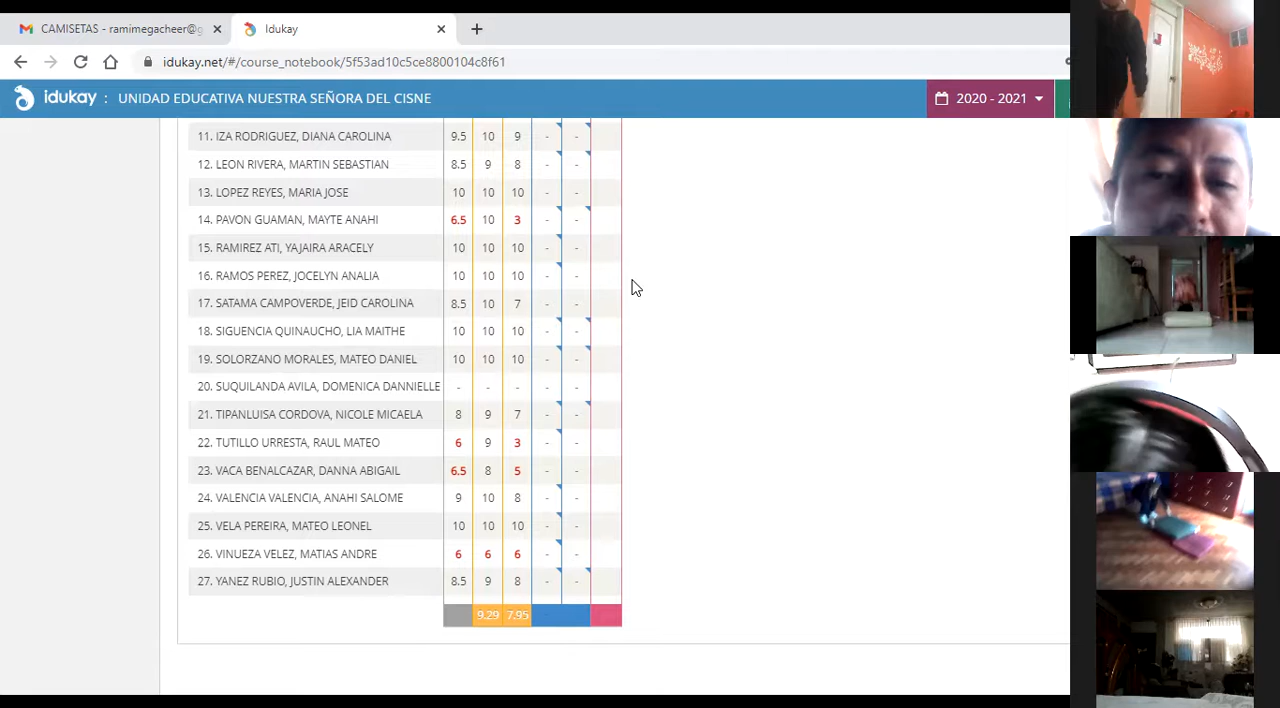 CAMISETAS - ramimegacheer@g
Idukay
idukay.net/#/course_notebook/5f53ad10c5ce8800104c8f61
idukay : UNIDAD EDUCATIVA NUESTRA SEÑORA DEL CISNE 2020 - 2021
11. IZA RODRIGUEZ, DIANA CAROLINA 9.5 10 9 - -
12. LEON RIVERA, MARTIN SEBASTIAN 8.5 9 8 - -
13. LOPEZ REYES, MARIA JOSE 10 10 10 - -
14. PAVON GUAMAN, MAYTE ANAHI 6.5 10 3 - -
15. RAMIREZ ATI, YAJAIRA ARACELY 10 10 10 - -
16. RAMOS PEREZ, JOCELYN ANALIA 10 10 10 - -
17. SATAMA CAMPOVERDE, JEID CAROLINA 8.5 10 7 - -
18. SIGUENCIA QUINAUCHO, LIA MAITHE 10 10 10 - -
19. SOLORZANO MORALES, MATEO DANIEL 10 10 10 - -
20. SUQUILANDA AVILA, DOMENICA DANNIELLE - - - - -
21. TIPANLUISA CORDOVA, NICOLE MICAELA 8 9 7 - -
22. TUTILLO URRESTA, RAUL MATEO 6 9 3 - -
23. VACA BENALCAZAR, DANNA ABIGAIL 6.5 8 5 - -
24. VALENCIA VALENCIA, ANAHI SALOME 9 10 8 - -
25. VELA PEREIRA, MATEO LEONEL 10 10 10 - -
26. VINUEZA VELEZ, MATIAS ANDRE 6 6 6 - -
27. YANEZ RUBIO, JUSTIN ALEXANDER 8.5 9 8 - -
9.29 7.95